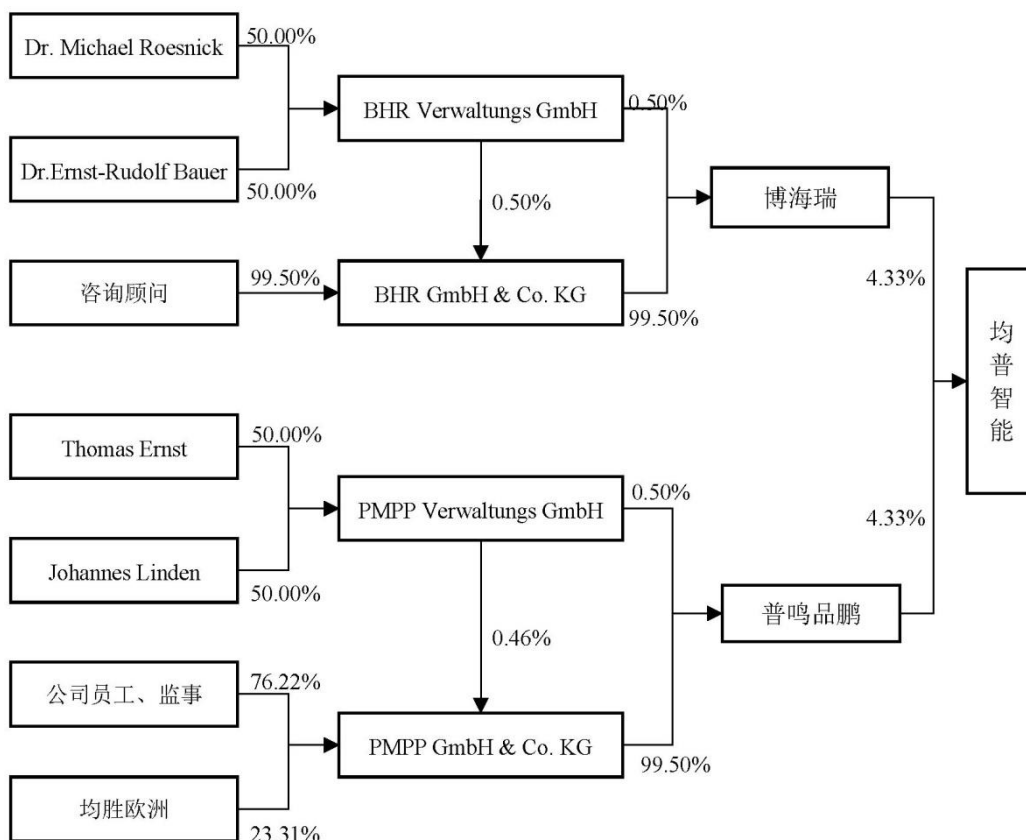 Dr. Michael Roesnick
50.00%
BHR Verwaltungs GmbH
0.50%
Dr.Ernst-Rudolf Bauer
50.00%
0.50%
博海瑞
咨询顾问
99.50%
BHR GmbH & Co. KG
99.50%
4.33%
均
普
智
能
Thomas Ernst
50.00%
PMPP Verwaltungs GmbH
0.50%
4.33%
Johannes Linden
50.00%
普鸣品鹏
0.46%
公司员工、监事
76.22%
PMPP GmbH & Co. KG
99.50%
均胜欧洲
23.31%